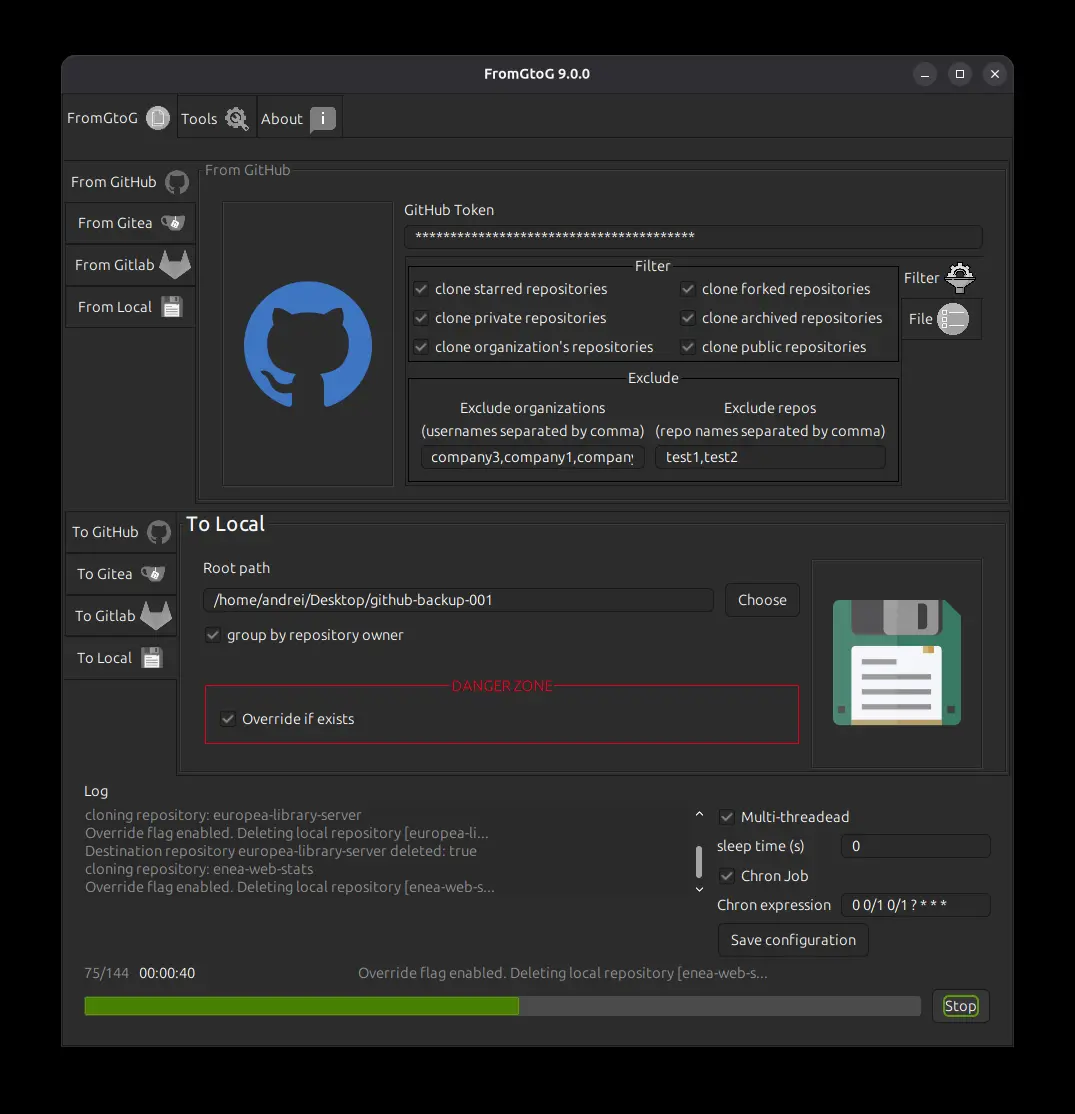 FromGtoG 9.0.0
FromGtoG
Tools
About
i
From GitHub
From Gitea
From Gitlab
From Local
From GitHub
GitHub Token
****************************************
Filter
clone starred repositories
clone forked repositories
clone private repositories
clone archived repositories
clone organization's repositories
clone public repositories
Filter
File
Exclude
Exclude organizations
(usernames separated by comma)
company3,company1,company
Exclude repos
(repo names separated by comma)
test1,test2
To GitHub
To Gitea
To Gitlab
To Local
To Local
Root path
/home/andrei/Desktop/github-backup-001
Choose
group by repository owner
DANGER ZONE
Override if exists
Log
cloning repository: europea-library-server
Override flag enabled. Deleting local repository [europea-li...
Destination repository europea-library-server deleted: true
cloning repository: enea-web-stats
Override flag enabled. Deleting local repository [enea-web-s...
Multi-threadead
sleep time (s)
0
Chron Job
Chron expression
0 0/1 0/1 ? * * *
Save configuration
75/144
00:00:40
Override flag enabled. Deleting local repository [enea-web-s...
Stop